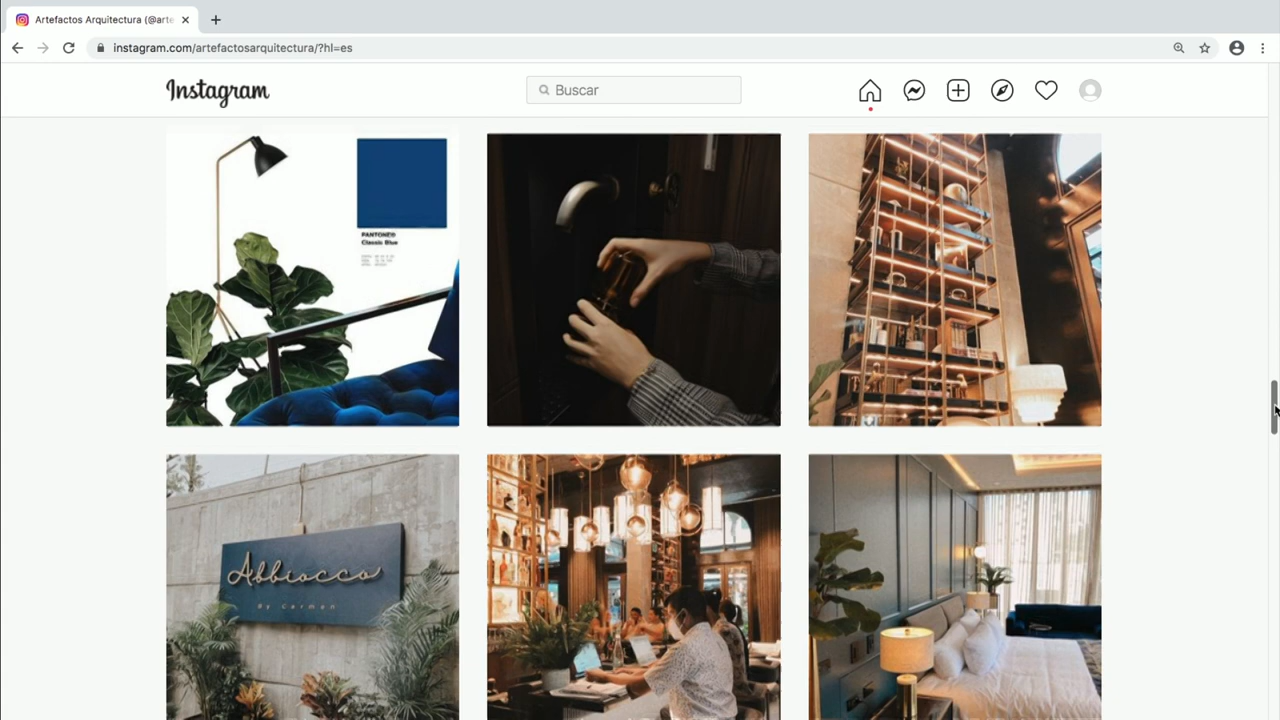 Artefactos Arquitectura (@arte
instagram.com/artefactosarquitectura/?hl=es
Instagram
Buscar
PANTONE®
Classic Blue
Abbiocco
By Carmen